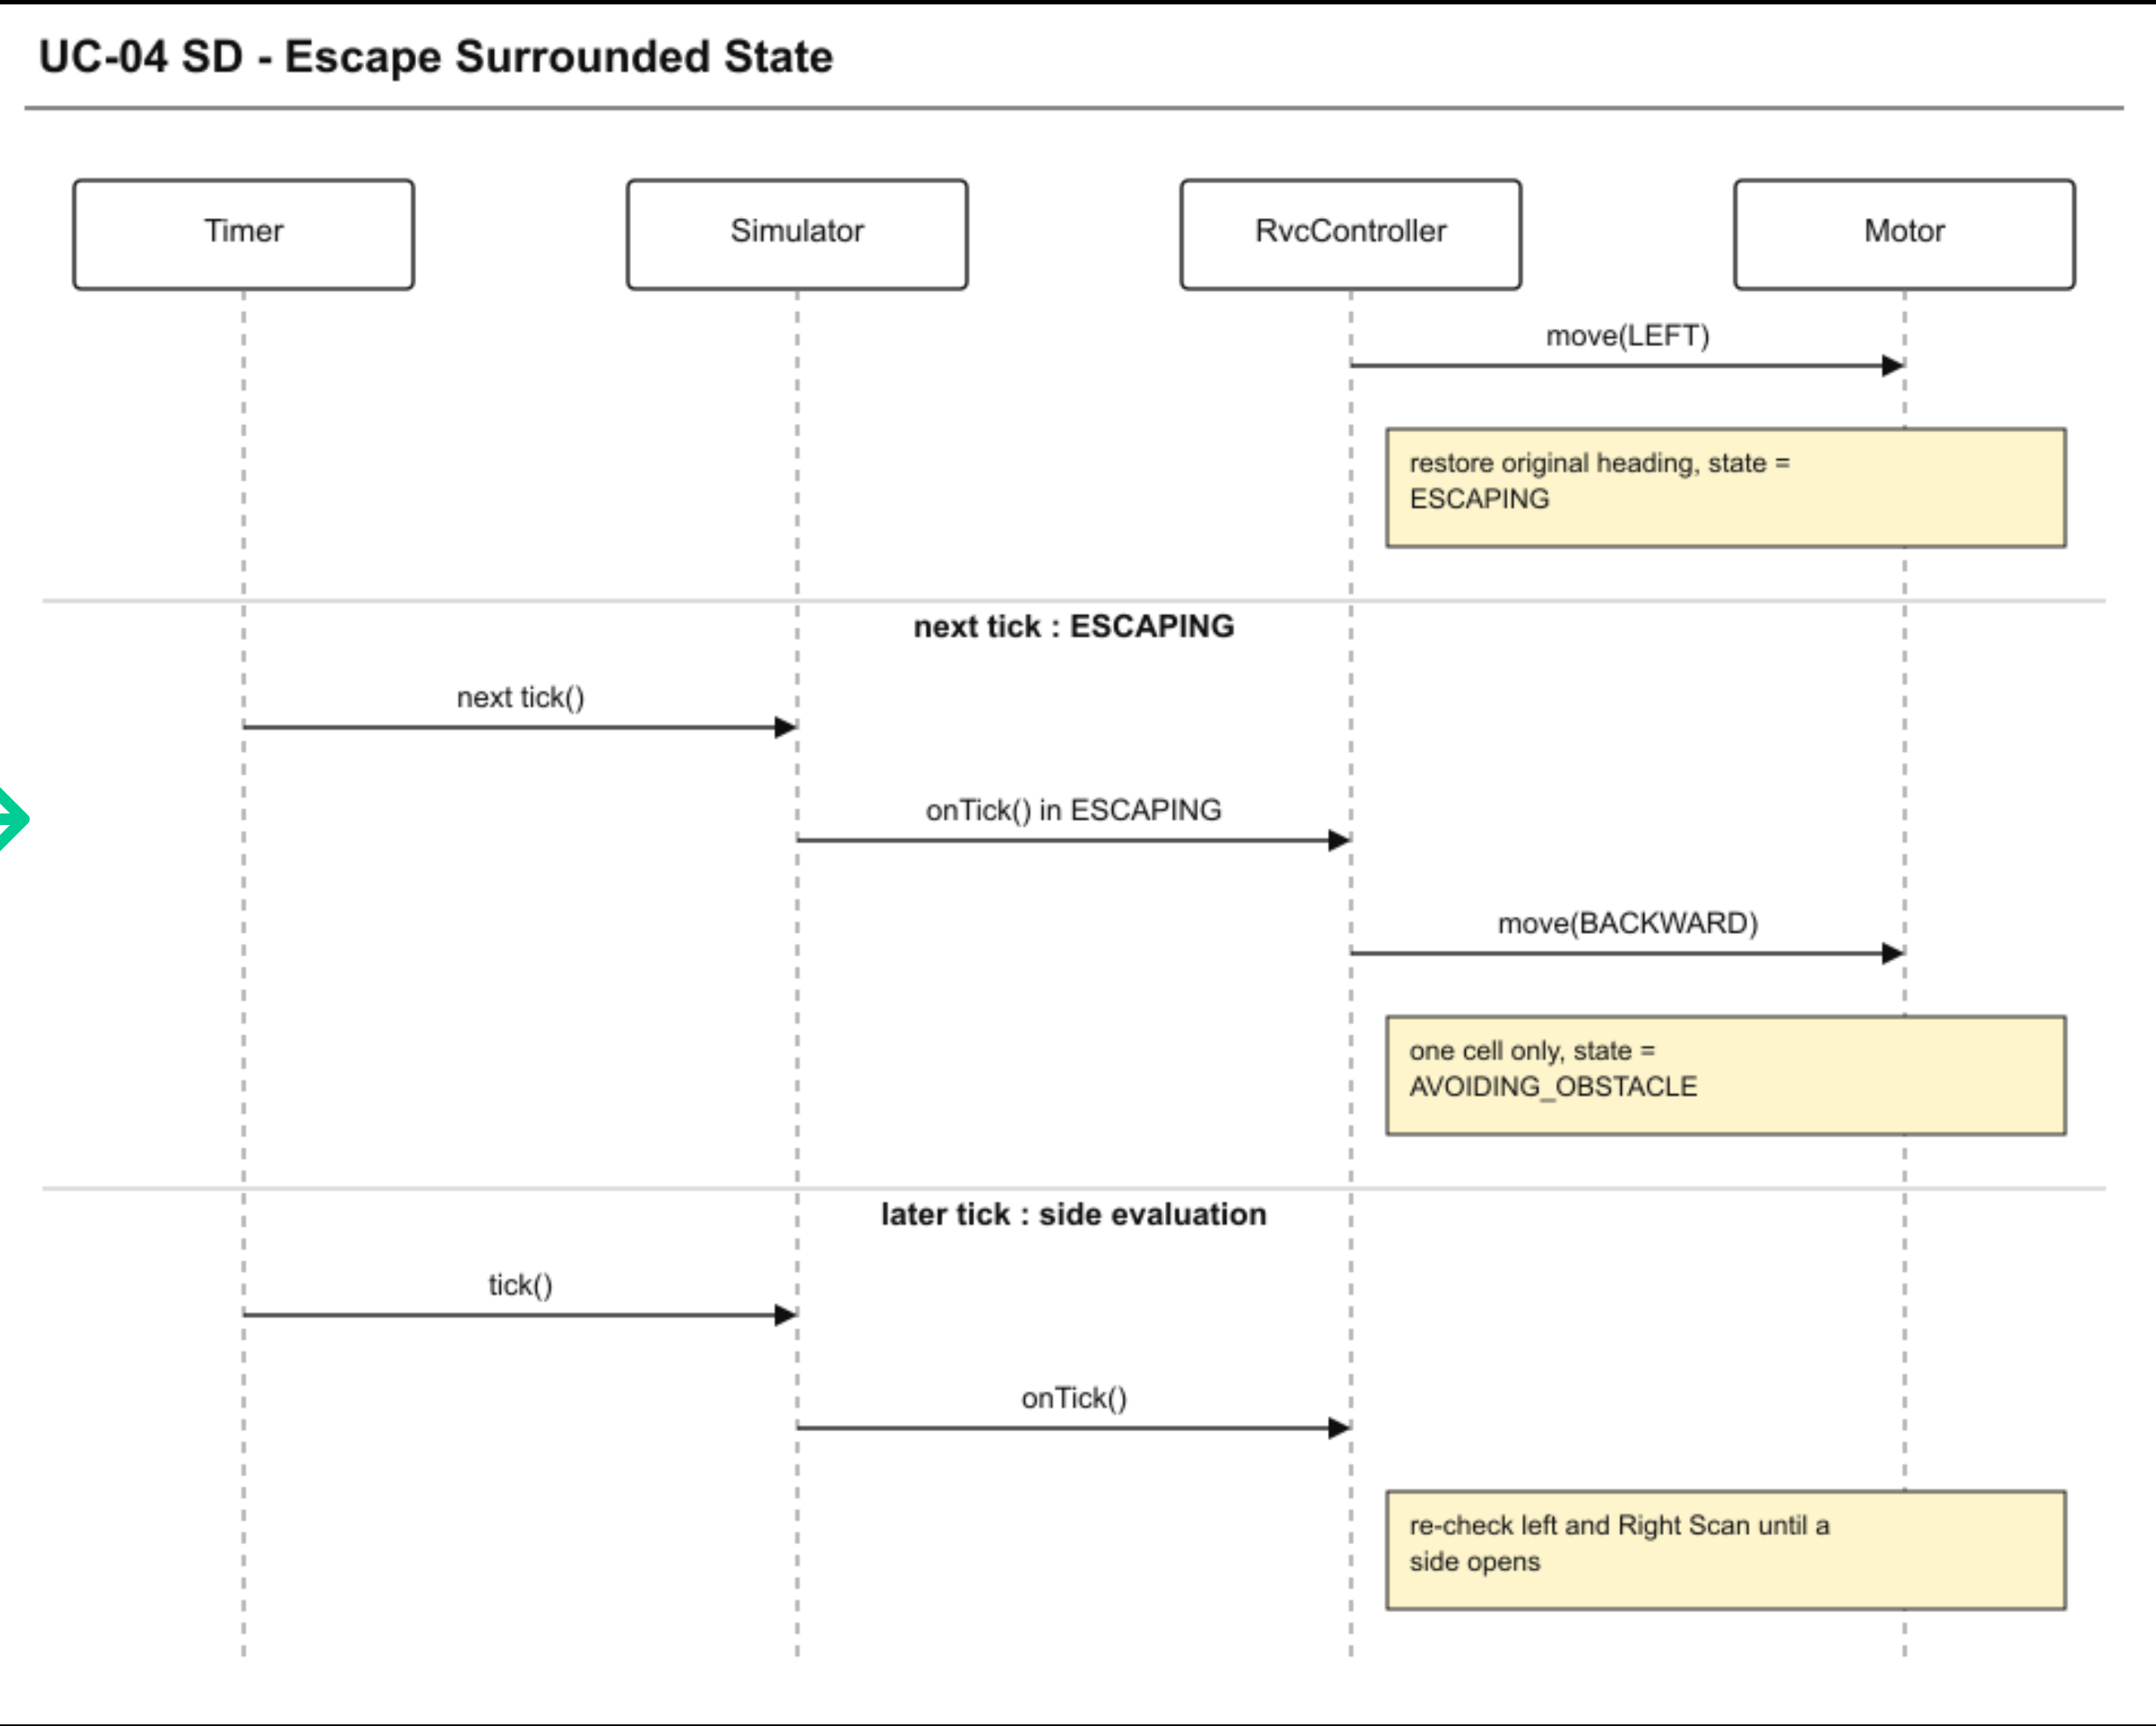 UC-04 SD - Escape Surrounded State
Timer
Simulator
RvcController
Motor
move(LEFT)
restore original heading, state =
ESCAPING
next tick : ESCAPING
next tick()
onTick() in ESCAPING
move(BACKWARD)
one cell only, state =
AVOIDING_OBSTACLE
later tick : side evaluation
tick()
onTick()
re-check left and Right Scan until a
side opens